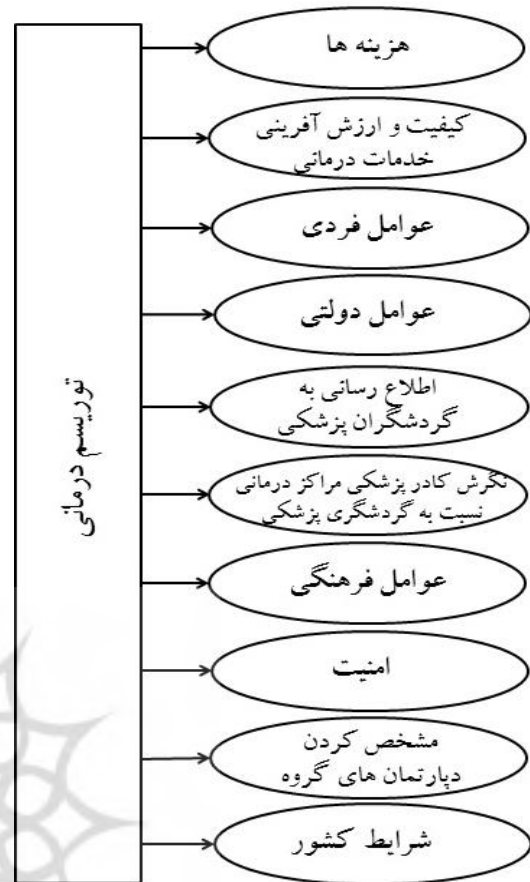 توریسم درمانی
هزینه ها
کیفیت و ارزش آفرینی
خدمات درمانی
عوامل فردی
عوامل دولتی
اطلاع رسانی به
گردشگران پزشکی
نگرش کادر پزشکی مراکز درمانی
نسبت به گردشگری پزشکی
عوامل فرهنگی
امنیت
مشخص کردن
دپارتمان های گروه
شرایط کشور